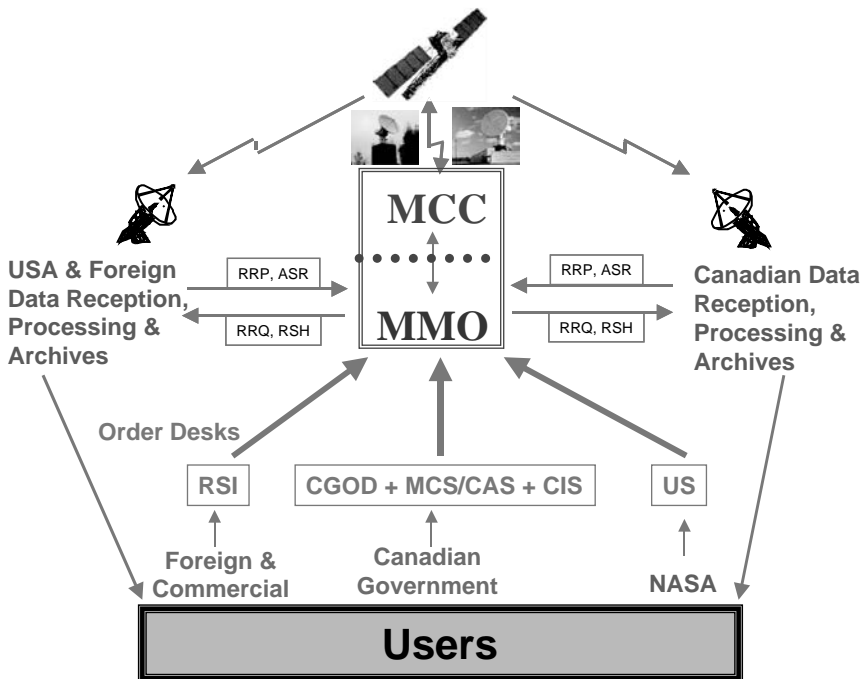 MCC
MMO
USA & Foreign
Data Reception,
Processing &
Archives
RRP, ASR
RRQ, RSH
RRP, ASR
RRQ, RSH
Canadian Data
Reception,
Processing &
Archives
Order Desks
RSI
CGOD + MCS/CAS + CIS
US
Foreign &
Commercial
Canadian
Government
NASA
Users